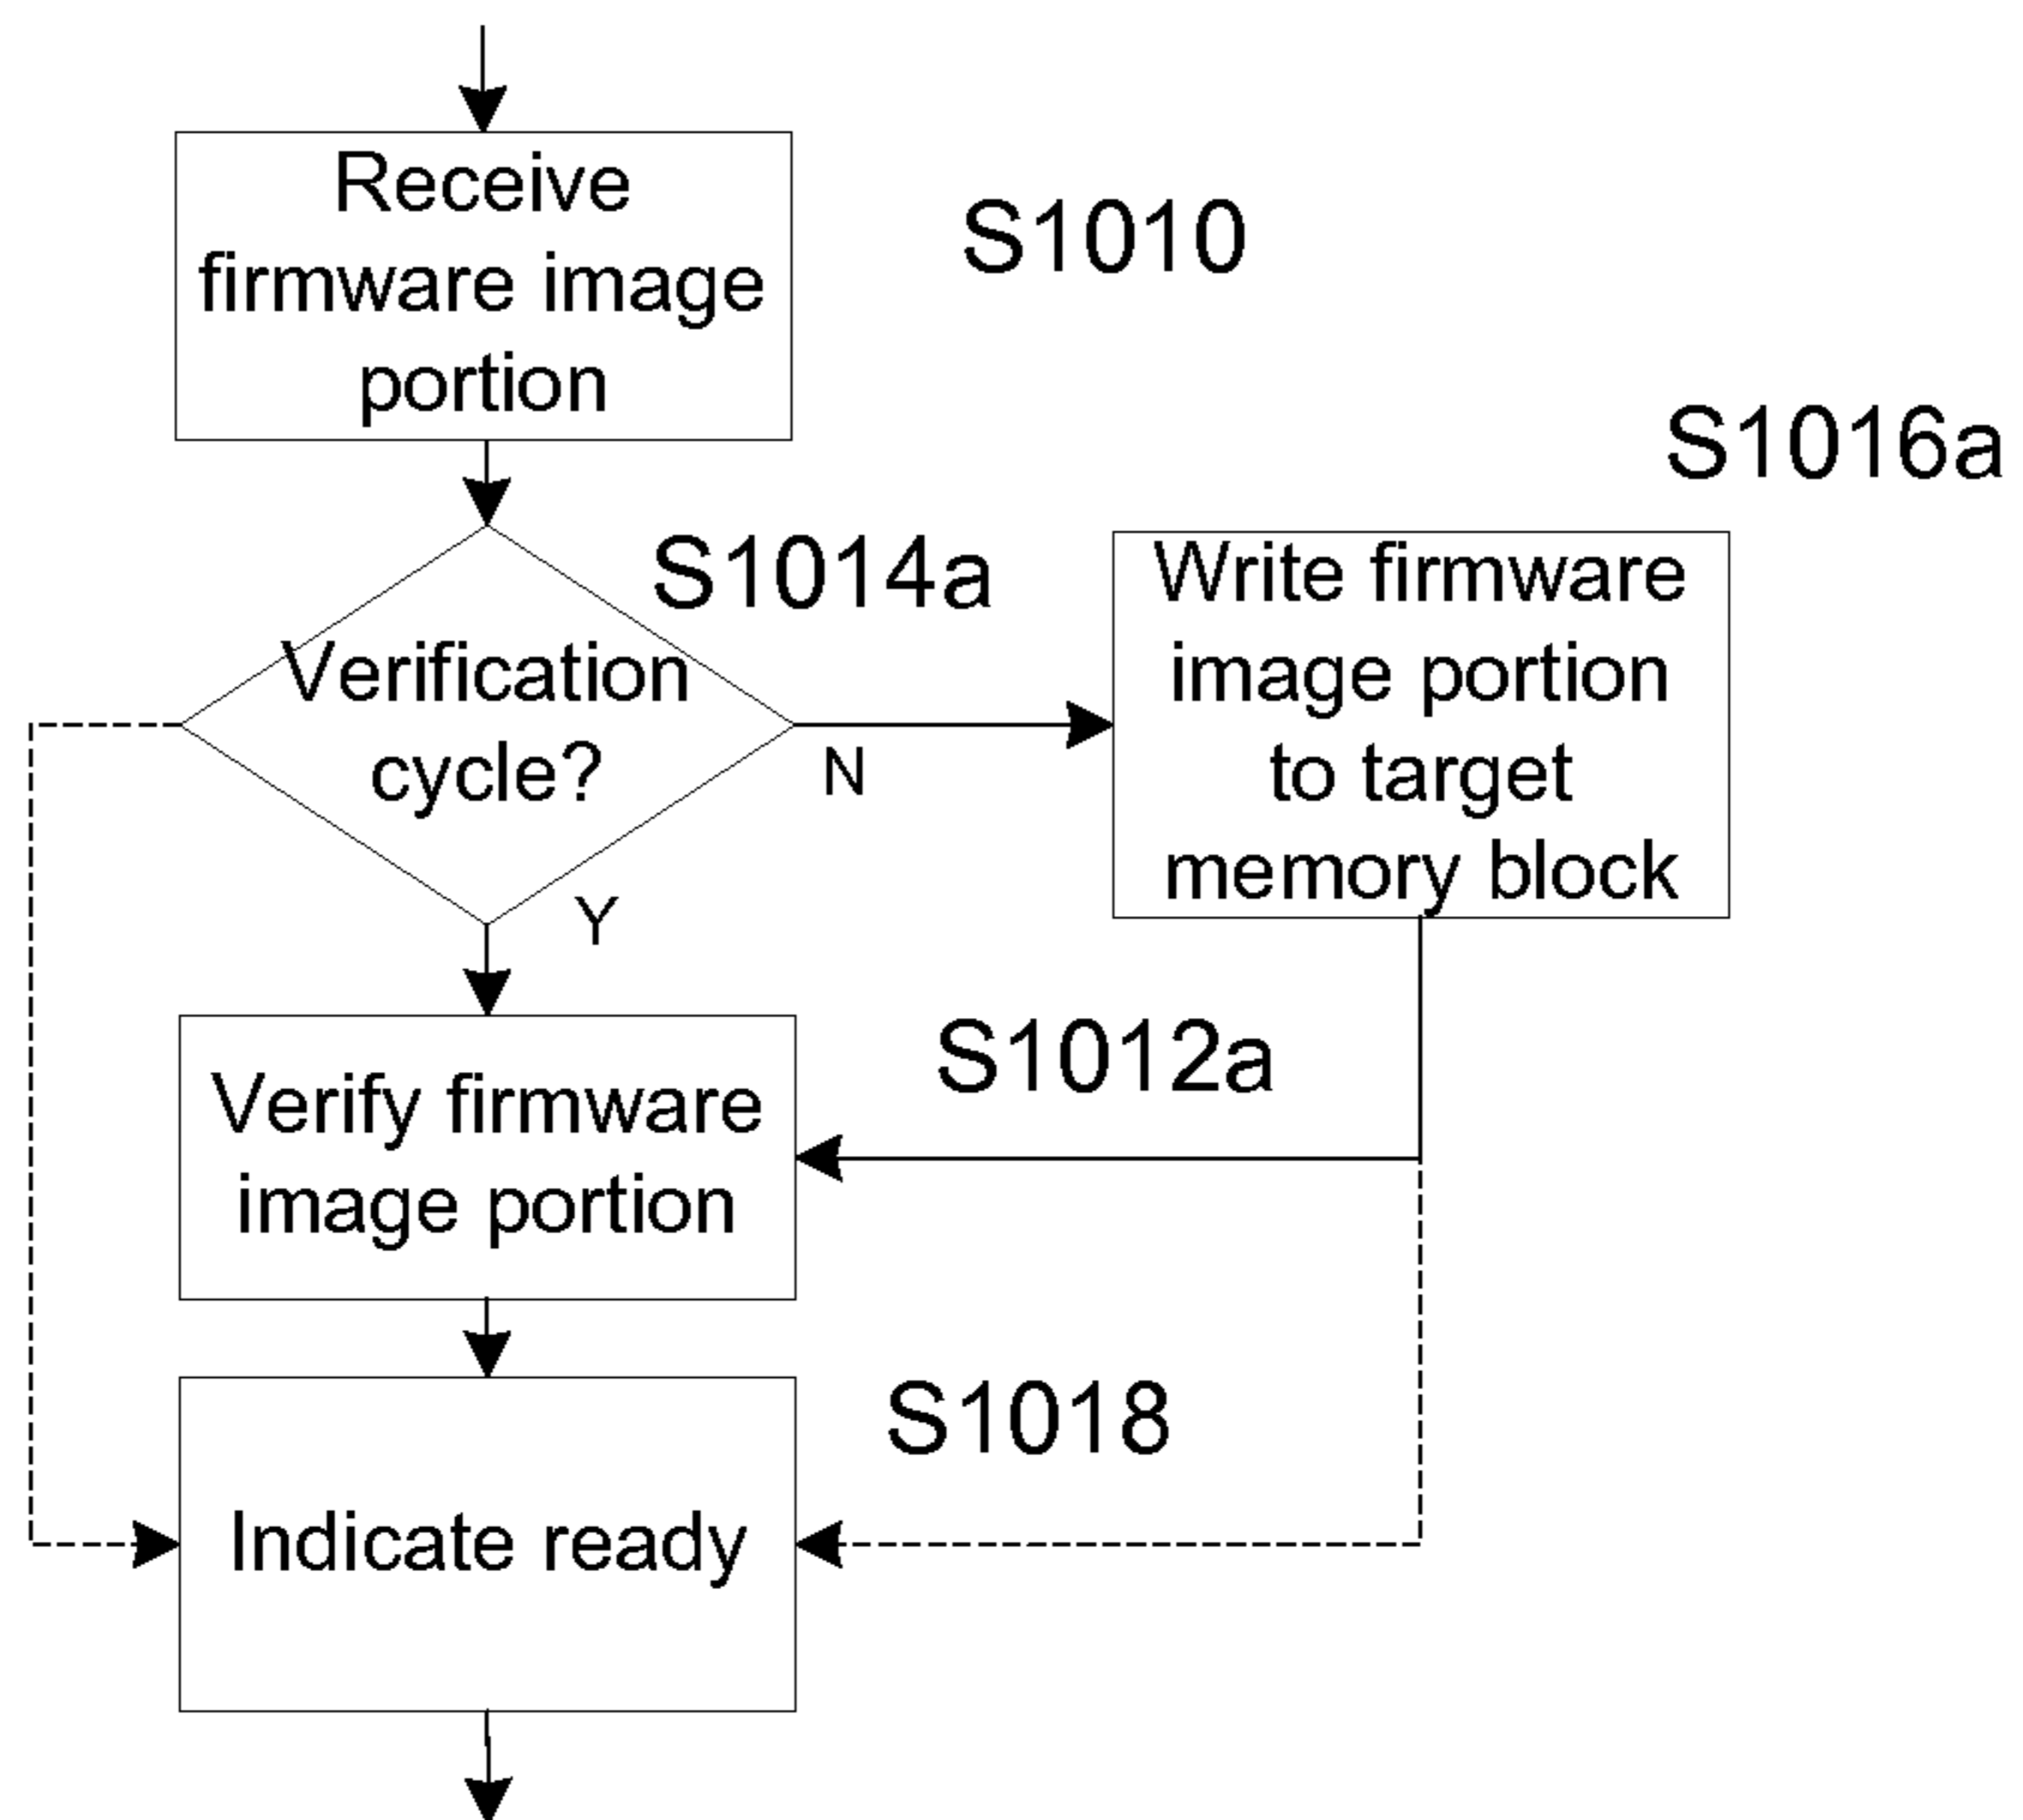 Receive
firmware image
portion
S1010
S1016a
S1014a
Verification
cycle?
N
Y
Write firmware
image portion
to target
memory block
S1012a
Verify firmware
image portion
S1018
Indicate ready